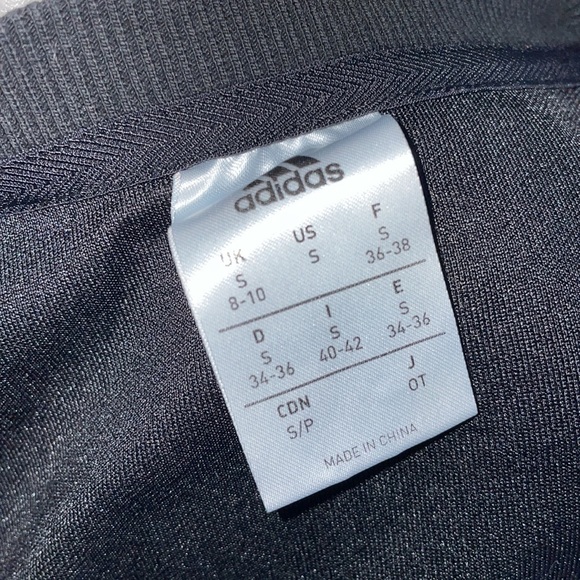 adidas
UK US F
S S S
8-10 36-38
D I E
S S S
34-36 40-42 34-36
CDN J
S/P OT
MADE IN CHINA